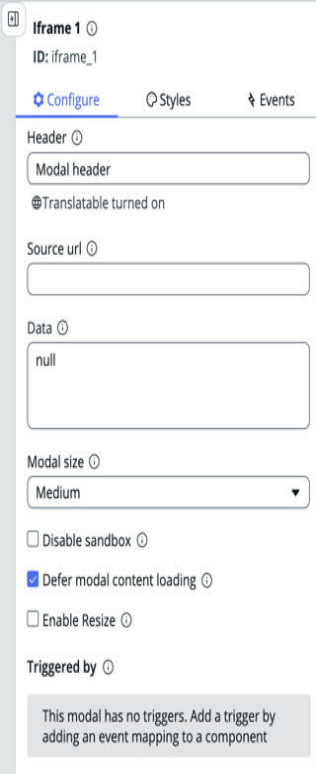 Iframe 1
ID: iframe_1
Configure Styles Events
Header
Modal header
Translatable turned on
Source url
Data
null
Modal size
Medium
Disable sandbox
Defer modal content loading
Enable Resize
Triggered by
This modal has no triggers. Add a trigger by
adding an event mapping to a component